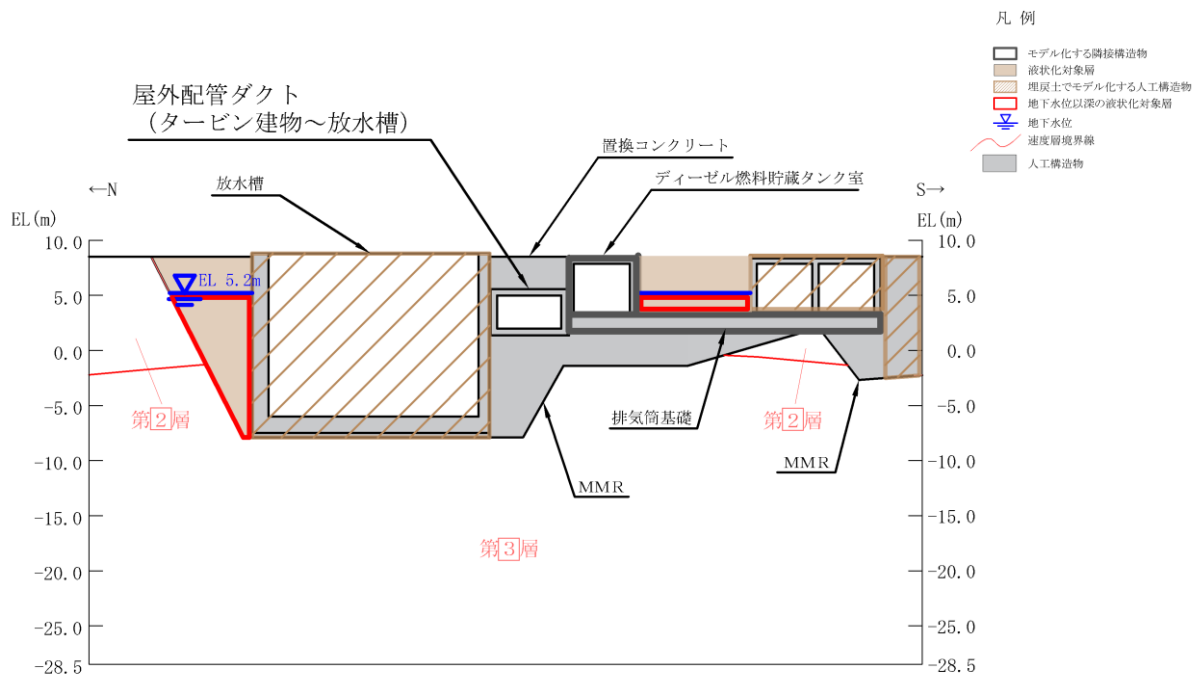 凡 例
モデル化する隣接構造物
液状化対象層
埋戻土でモデル化する人工構造物
地下水位以深の液状化対象層
地下水位
速度層境界線
人工構造物
屋外配管ダクト
(タービン建物~放水槽)
置換コンクリート
ディーゼル燃料貯蔵タンク室
放水槽
←N
S→
EL(m)
EL(m)
10.0
10.0
EL 5.2m
5.0
5.0
0.0
0.0
-5.0
-5.0
第2層
排気筒基礎
第2層
-10.0
-10.0
MMR
MMR
-15.0
-15.0
第3層
-20.0
-20.0
-25.0
-25.0
-28.5
-28.5